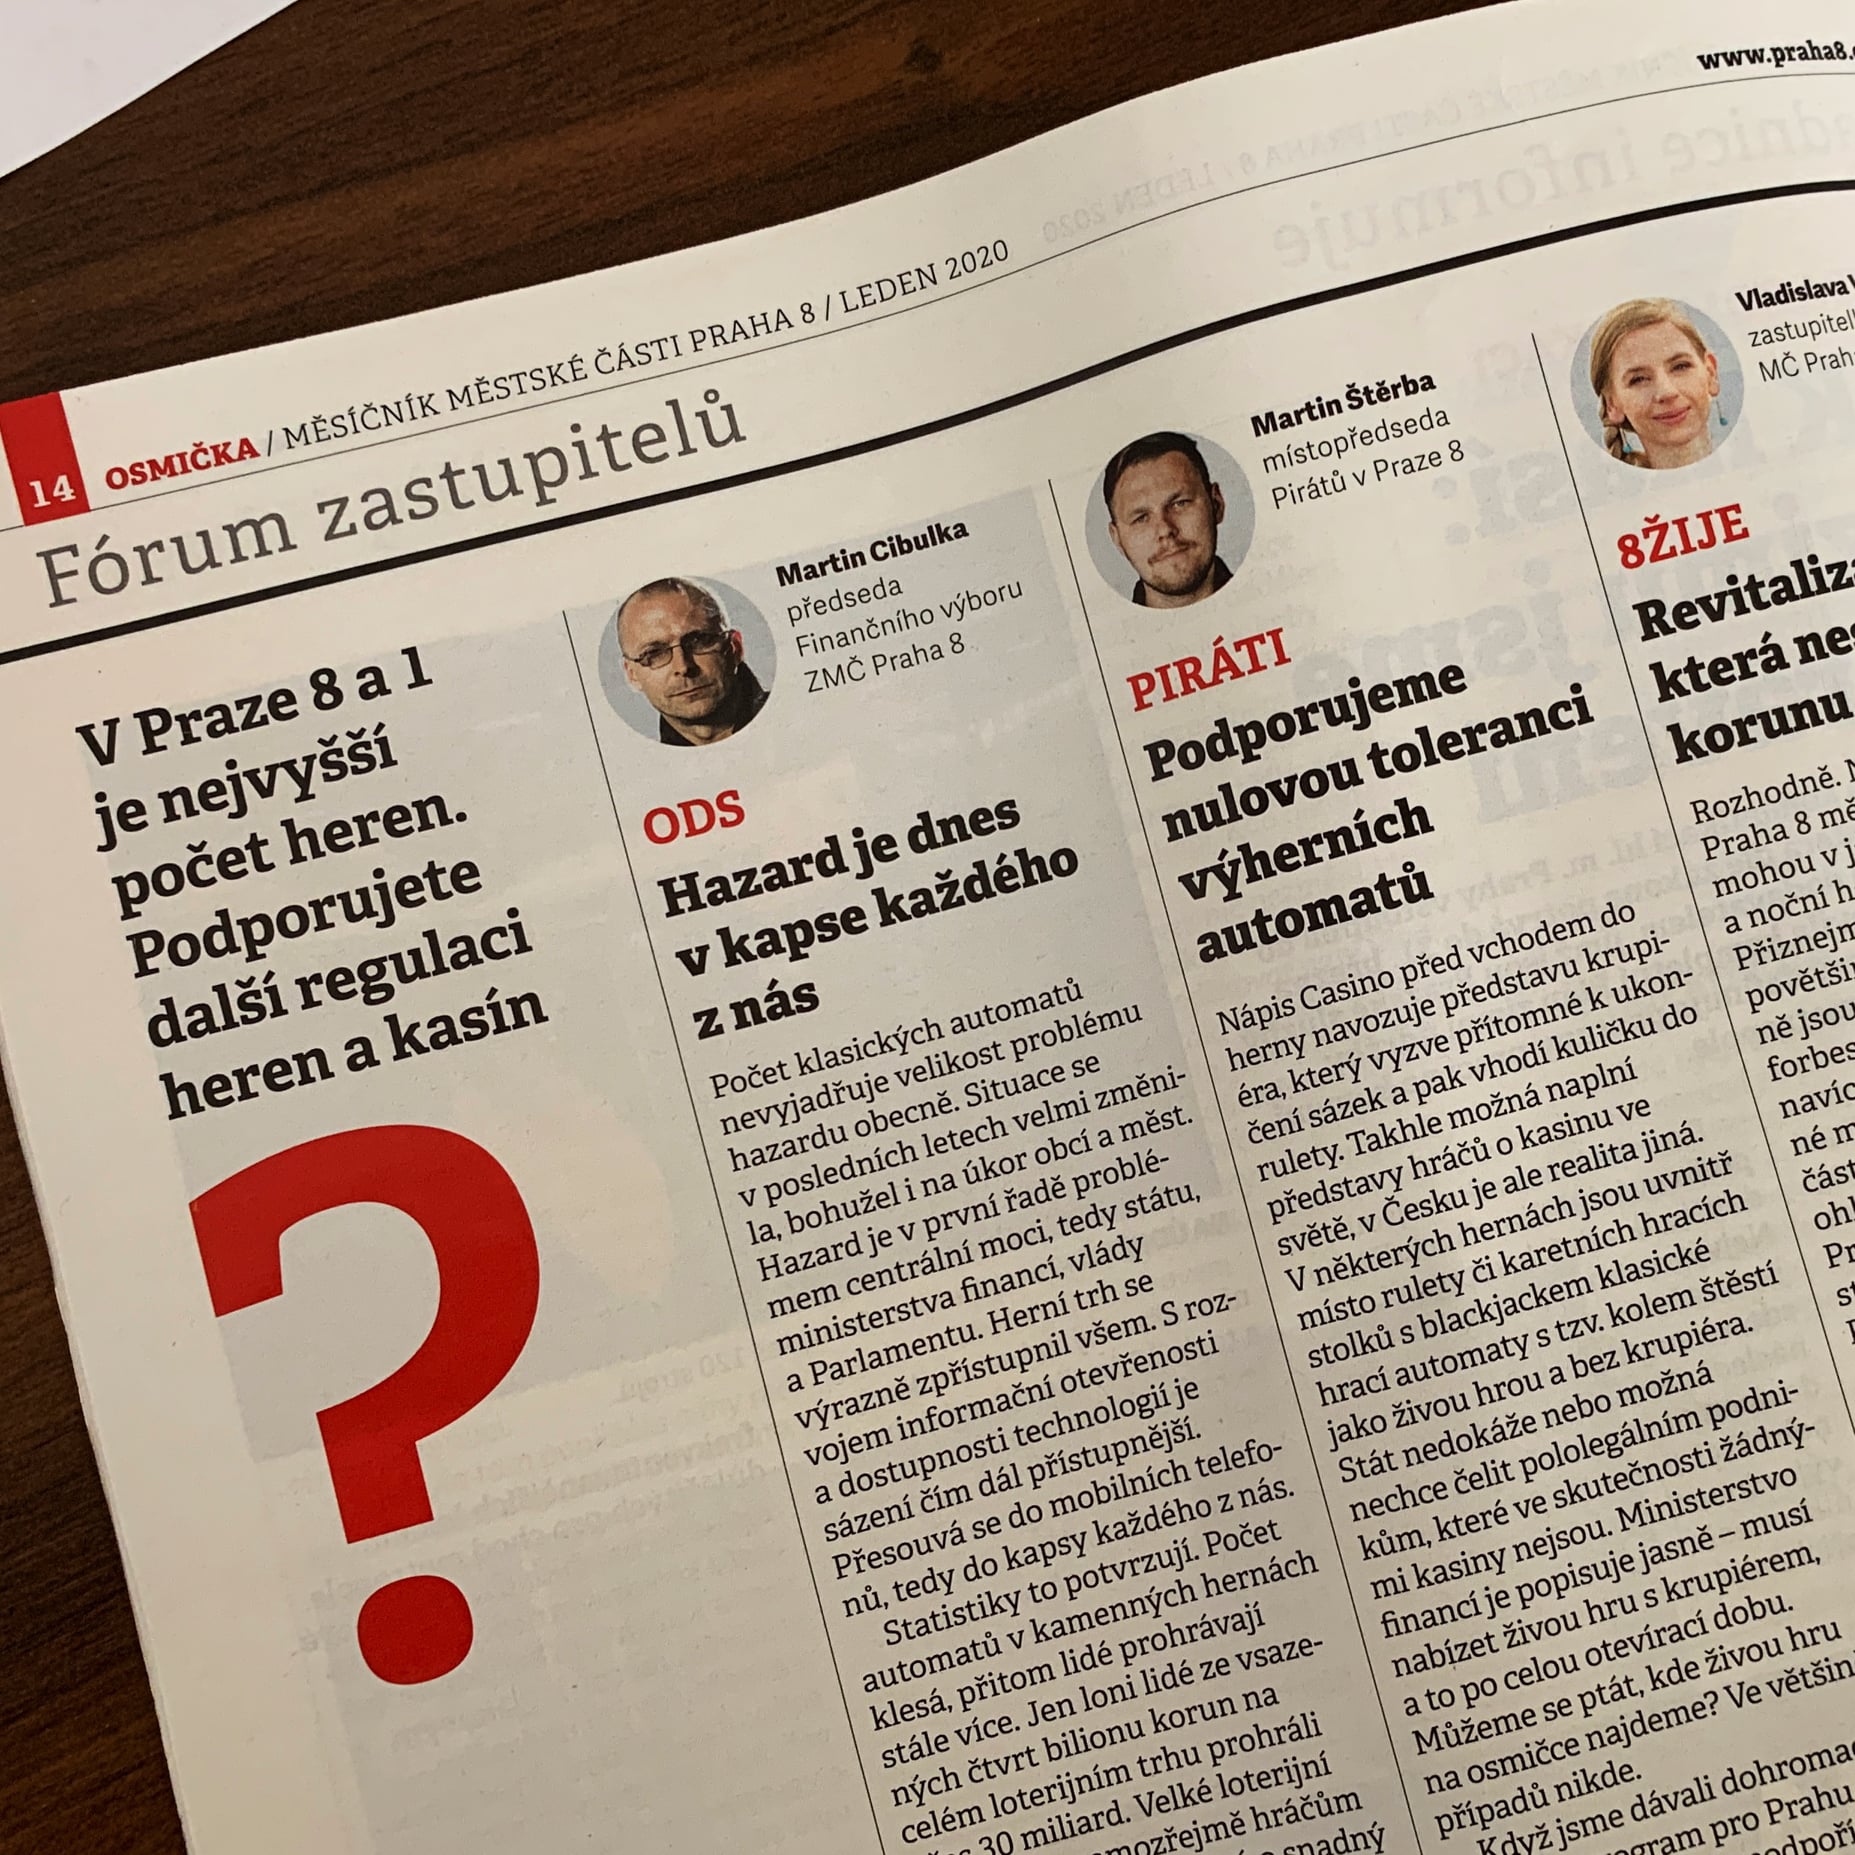 www.praha8.
14 OSMIČKA / MĚSÍČNÍK MĚSTSKÉ ČÁSTI PRAHA 8 / LEDEN 2020
Fórum zastupitelů
V Praze 8 a 1
je nejvyšší
počet heren.
Podporujete
další regulaci
heren a kasín
?
Martin Cibulka
předseda
Finančního výboru
ZMČ Praha 8
ODS
Hazard je dnes
v kapse každého
z nás
Počet klasických automatů
nevyjadřuje velikost problému
hazardu obecně. Situace se
v posledních letech velmi změni-
la, bohužel i na úkor obcí a měst.
Hazard je v první řadě problé-
mem centrální moci, tedy státu,
ministerstva financí, vlády
a Parlamentu. Herní trh se
výrazně zpřístupnil všem. S roz-
vojem informační otevřenosti
a dostupnosti technologií je
sázení čím dál přístupnější.
Přesouvá se do mobilních telefo-
nů, tedy do kapsy každého z nás.
Statistiky to potvrzují. Počet
automatů v kamenných hernách
klesá, přitom lidé prohrávají
stále více. Jen loni lidé ze vsaze-
ných čtvrt bilionu korun na
celém loterijním trhu prohráli
30 miliard. Velké loterijní
hráčům
snadný
Martin Štěrba
místopředseda
Pirátů v Praze 8
PIRÁTI
Podporujeme
nulovou toleranci
výherních
automatů
Nápis Casino před vchodem do
herny navozuje představu krupi-
éra, který vyzve přítomné k ukon-
čení sázek a pak vhodí kuličku do
rulety. Takhle možná naplní
představy hráčů o kasinu ve
světě, v Česku je ale realita jiná.
V některých hernách jsou uvnitř
místo rulety či karetních hracích
stolků s blackjackem klasické
hrací automaty s tzv. kolem štěstí
jako živou hrou a bez krupiéra.
Stát nedokáže nebo možná
nechce čelit pololegálním podni-
kům, které ve skutečnosti žádný-
mi kasiny nejsou. Ministerstvo
financí je popisuje jasně – musí
nabízet živou hru s krupiérem,
a to po celou otevírací dobu.
Můžeme se ptát, kde živou hru
na osmičce najdeme? Ve většin
případů nikde.
Když jsme dávali dohroma
pro Prahu
Vladislava
MČ Prah
8ŽIJE
Revitaliz
která ne
korunu
Rozhodně.
Praha 8 mě
mohou v j
a noční h
Přiznejm
povětši
ně jsou
forbes
navíc
né m
část
ohl
Pr